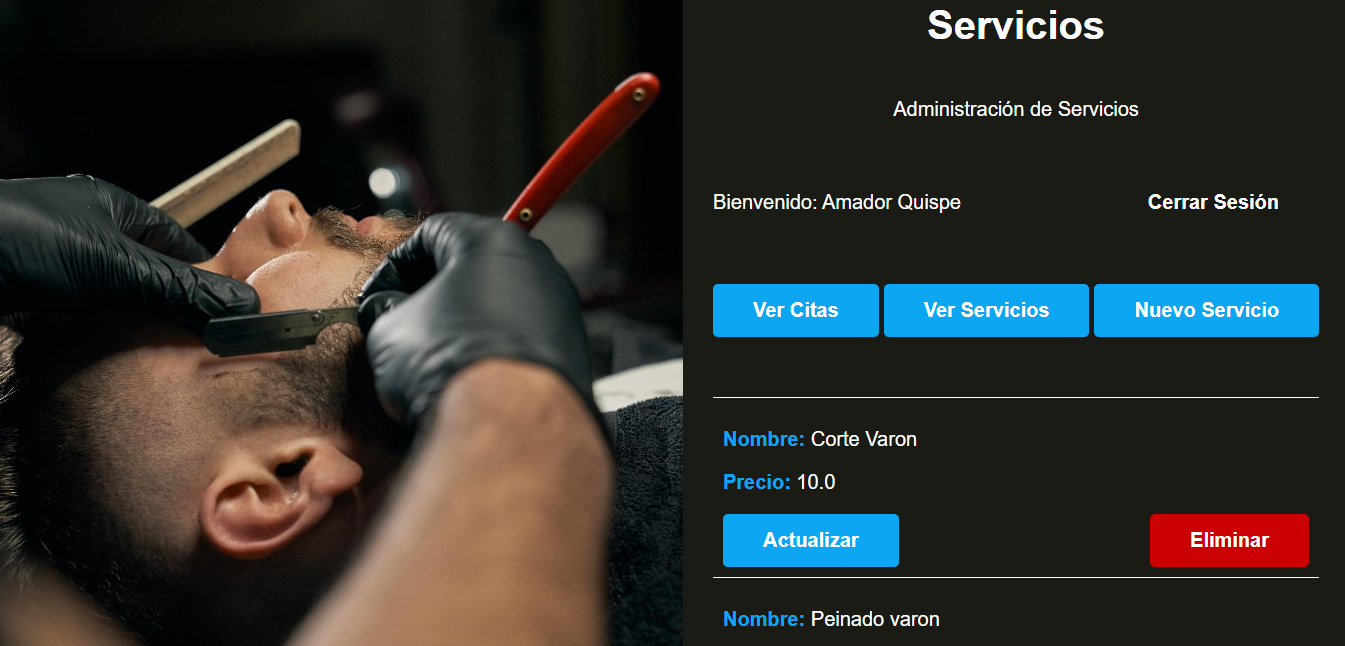 Servicios
Administración de Servicios
Bienvenido: Amador Quispe
Cerrar Sesión
Ver Citas
Ver Servicios
Nuevo Servicio
Nombre: Corte Varon
Precio: 10.0
Actualizar
Eliminar
Nombre: Peinado varon